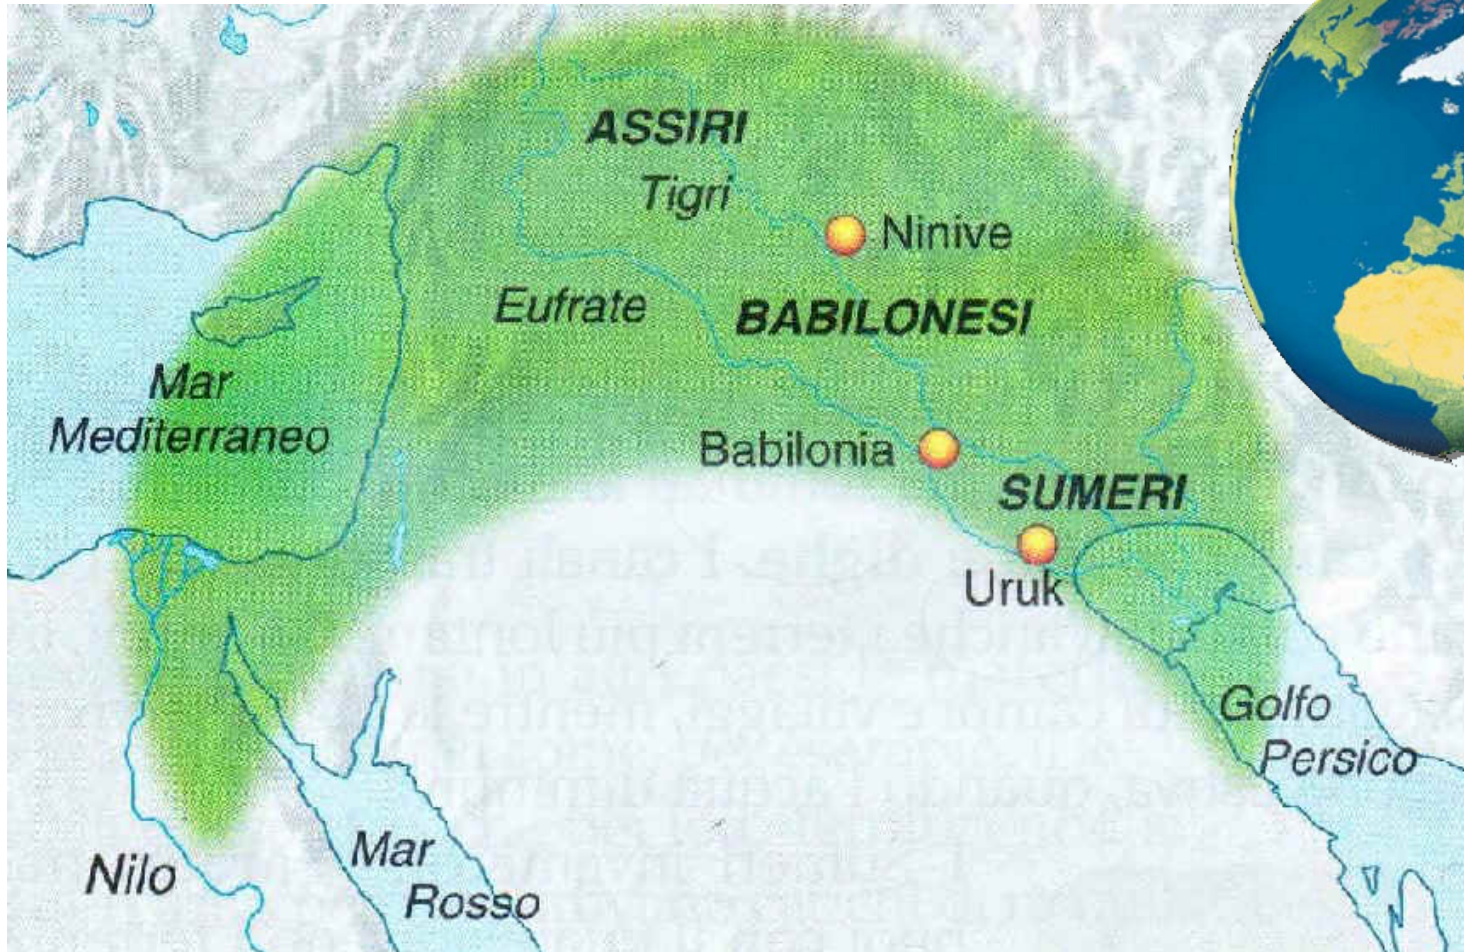 ASSIRI
Tigri
Ninive
Eufrate
BABILONESI
Mar
Mediterraneo
Babilonia
SUMERI
Uruk
Golfo
Persico
Nilo
Mar
Rosso